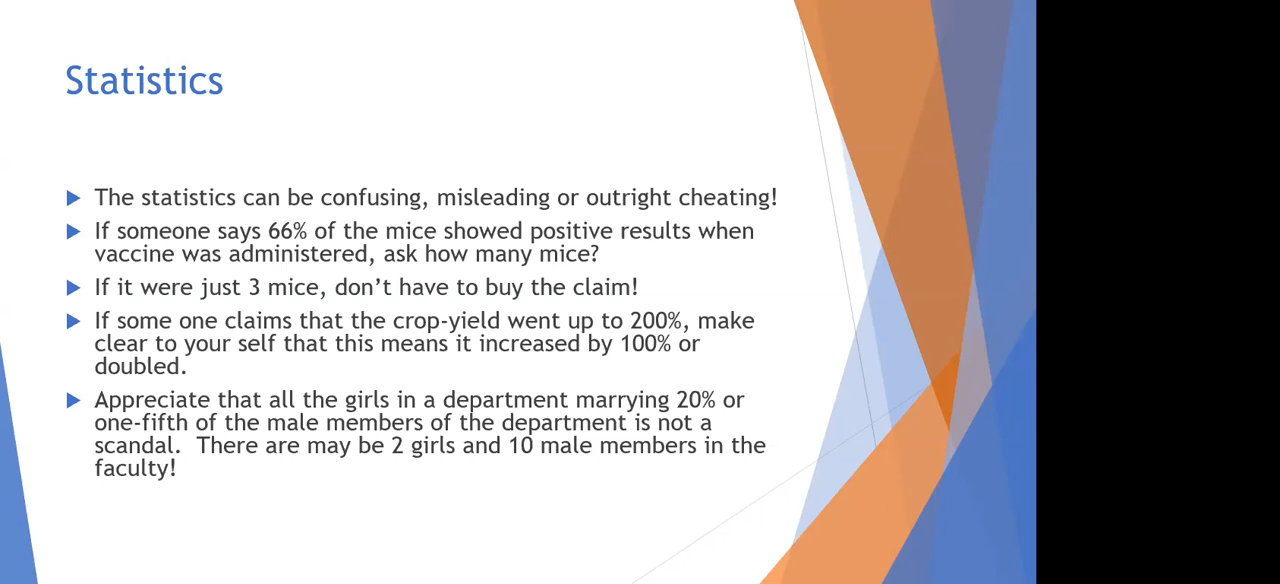 Statistics
The statistics can be confusing, misleading or outright cheating!
If someone says 66% of the mice showed positive results when
vaccine was administered, ask how many mice?
If it were just 3 mice, don't have to buy the claim!
If some one claims that the crop-yield went up to 200%, make
clear to your self that this means it increased by 100% or
doubled.
Appreciate that all the girls in a department marrying 20% or
one-fifth of the male members of the department is not a
scandal.  There are may be 2 girls and 10 male members in the
faculty!